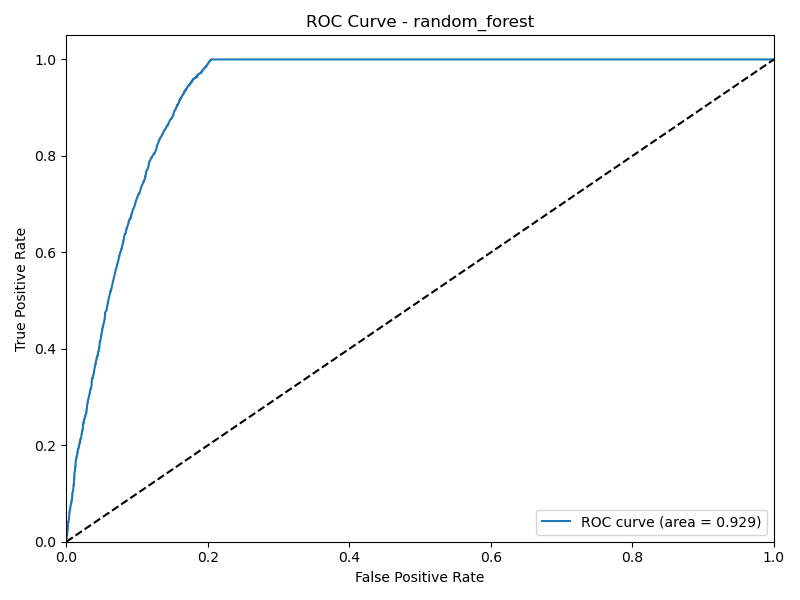 ROC Curve - random_forest
1.0
0.8
0.6
0.4
0.2
0.0
True Positive Rate
ROC curve (area = 0.929)
0.0 0.2 0.4 0.6 0.8 1.0
False Positive Rate